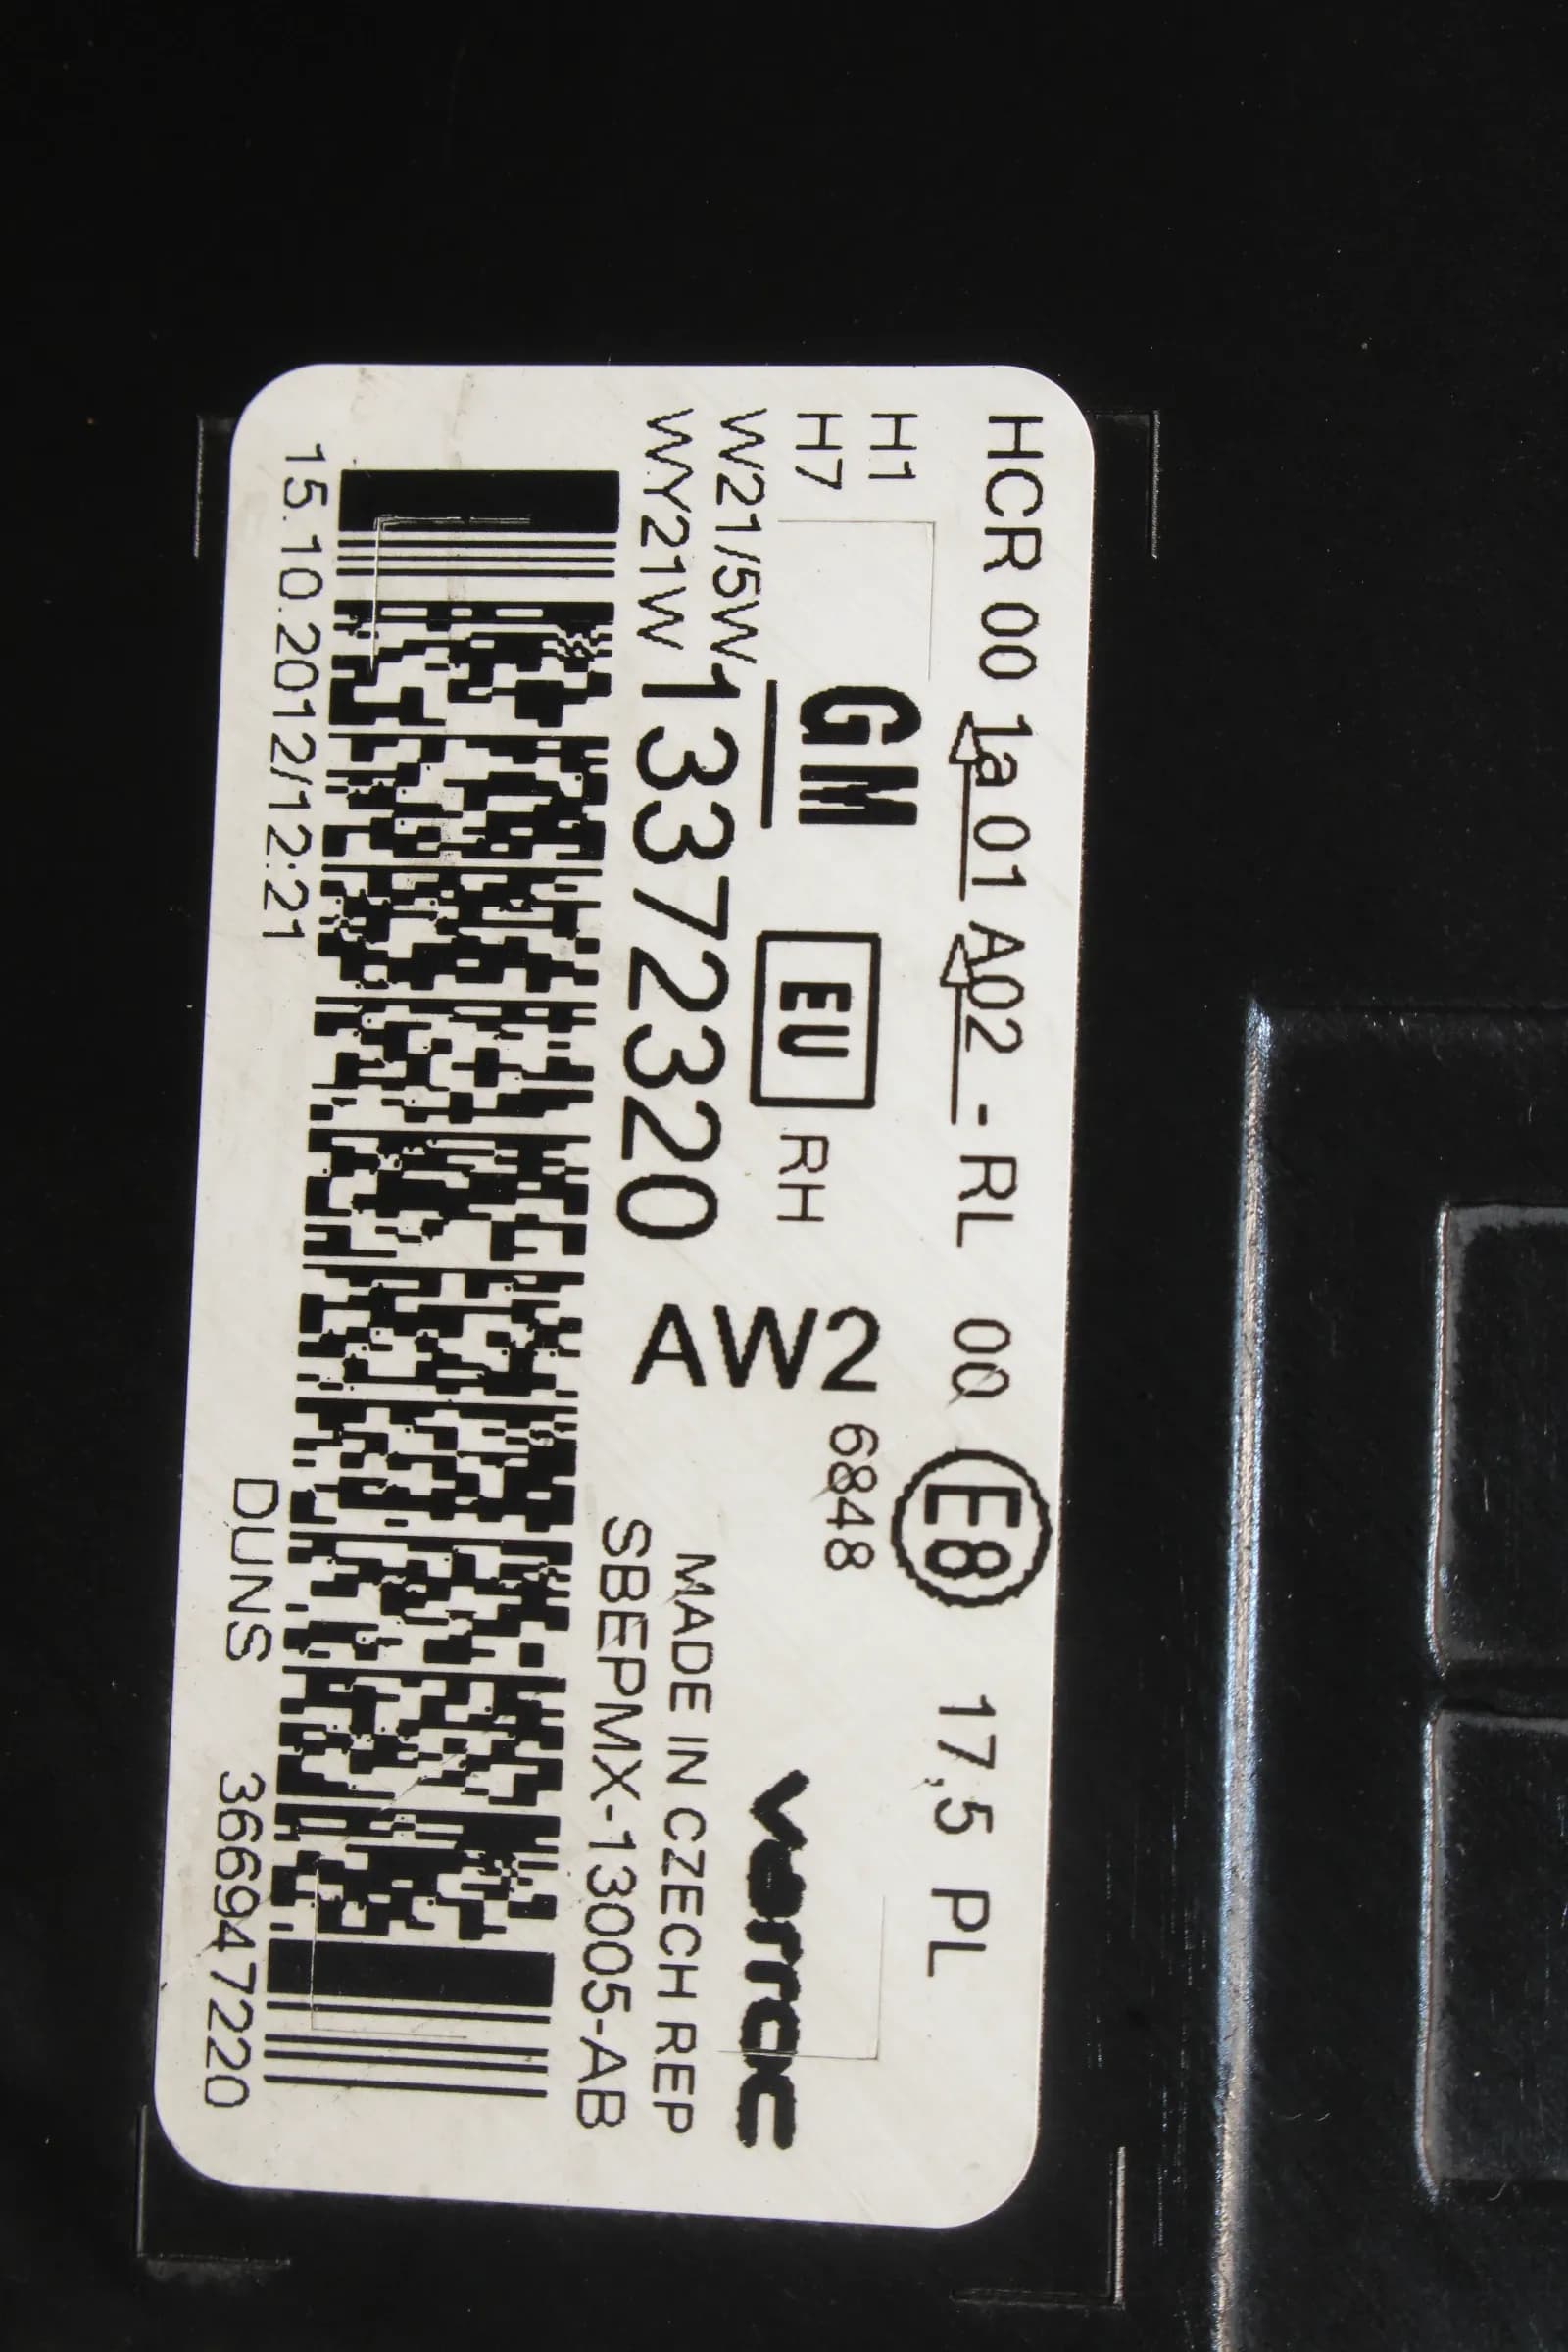 HCR 00 1a 01 A02 - RL 00 E8 17,5 PL
H1
H7
W21/5W
WY21W
GM
EU
RH
13372320
AW2
6848
varroc
MADE IN CZECH REP
SBEPMX-13005-AB
15.10.2012/12:21
DUNS 366947220